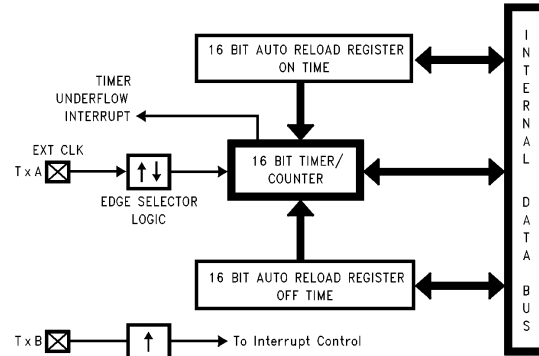 16 BIT AUTO RELOAD REGISTER
ON TIME
TIMER
UNDERFLOW
INTERRUPT
EXT CLK
TxA
16 BIT TIMER/
COUNTER
EDGE SELECTOR
LOGIC
16 BIT AUTO RELOAD REGISTER
OFF TIME
TxB
To Interrupt Control
INTERNAL DATA BUS